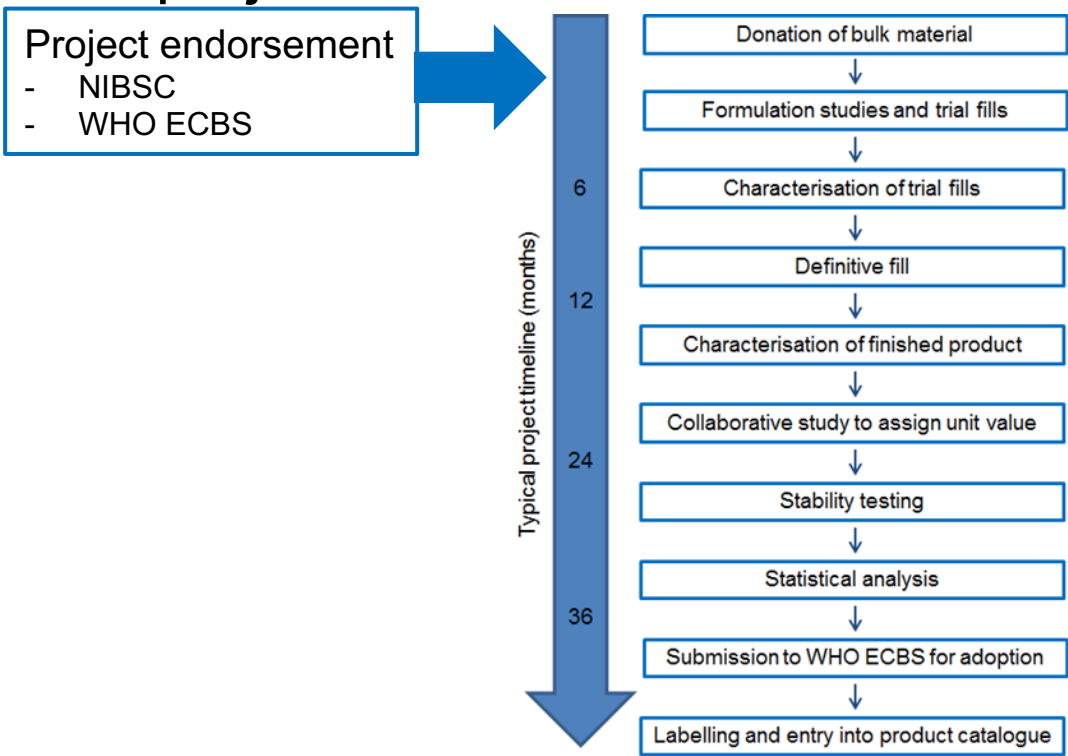 Project endorsement
- NIBSC
- WHO ECBS
Typical project timeline (months)
6
12
24
36
Donation of bulk material
Formulation studies and trial fills
Characterisation of trial fills
Definitive fill
Characterisation of finished product
Collaborative study to assign unit value
Stability testing
Statistical analysis
Submission to WHO ECBS for adoption
Labelling and entry into product catalogue